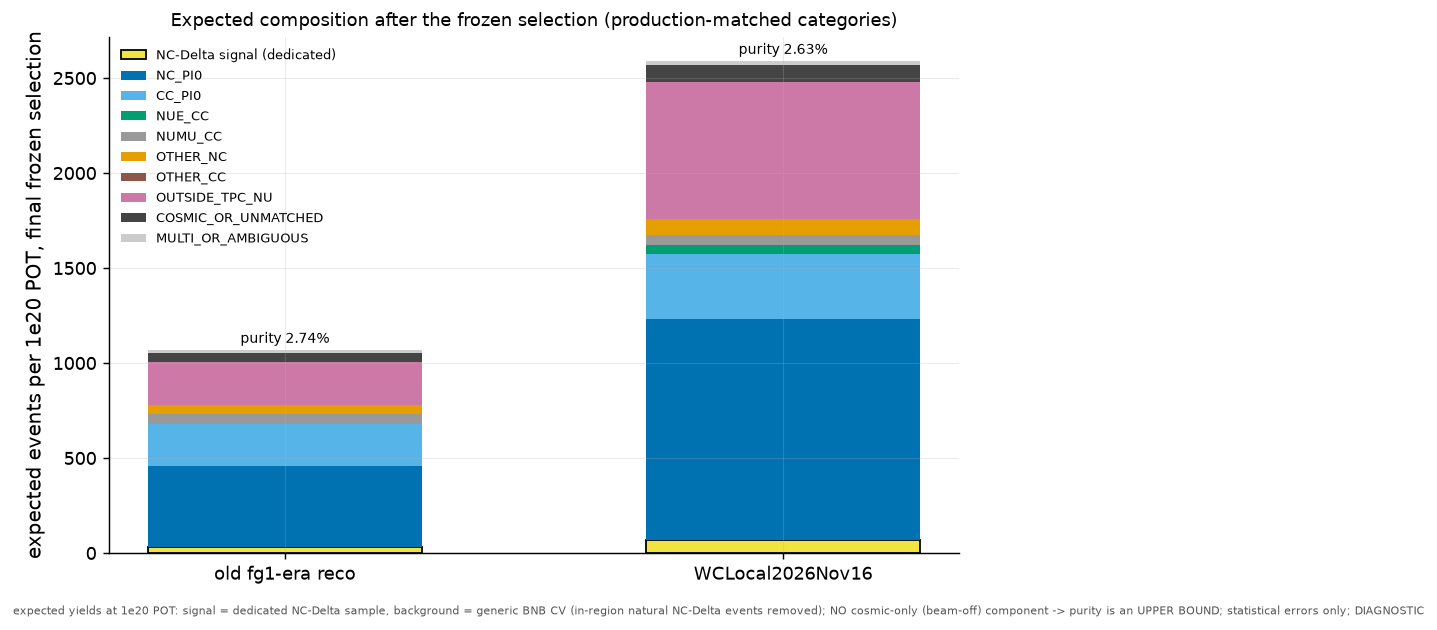 Expected composition after the frozen selection (production-matched categories)
expected events per 1e20 POT, final frozen selection
2500
2000
1500
1000
500
0
NC-Delta signal (dedicated)
NC_PI0
CC_PI0
NUE_CC
NUMU_CC
OTHER_NC
OTHER_CC
OUTSIDE_TPC_NU
COSMIC_OR_UNMATCHED
MULTI_OR_AMBIGUOUS
purity 2.74%
purity 2.63%
old fg1-era reco
WCLocal2026Nov16
expected yields at 1e20 POT: signal = dedicated NC-Delta sample, background = generic BNB CV (in-region natural NC-Delta events removed); NO cosmic-only (beam-off) component -> purity is an UPPER BOUND; statistical errors only; DIAGNOSTIC